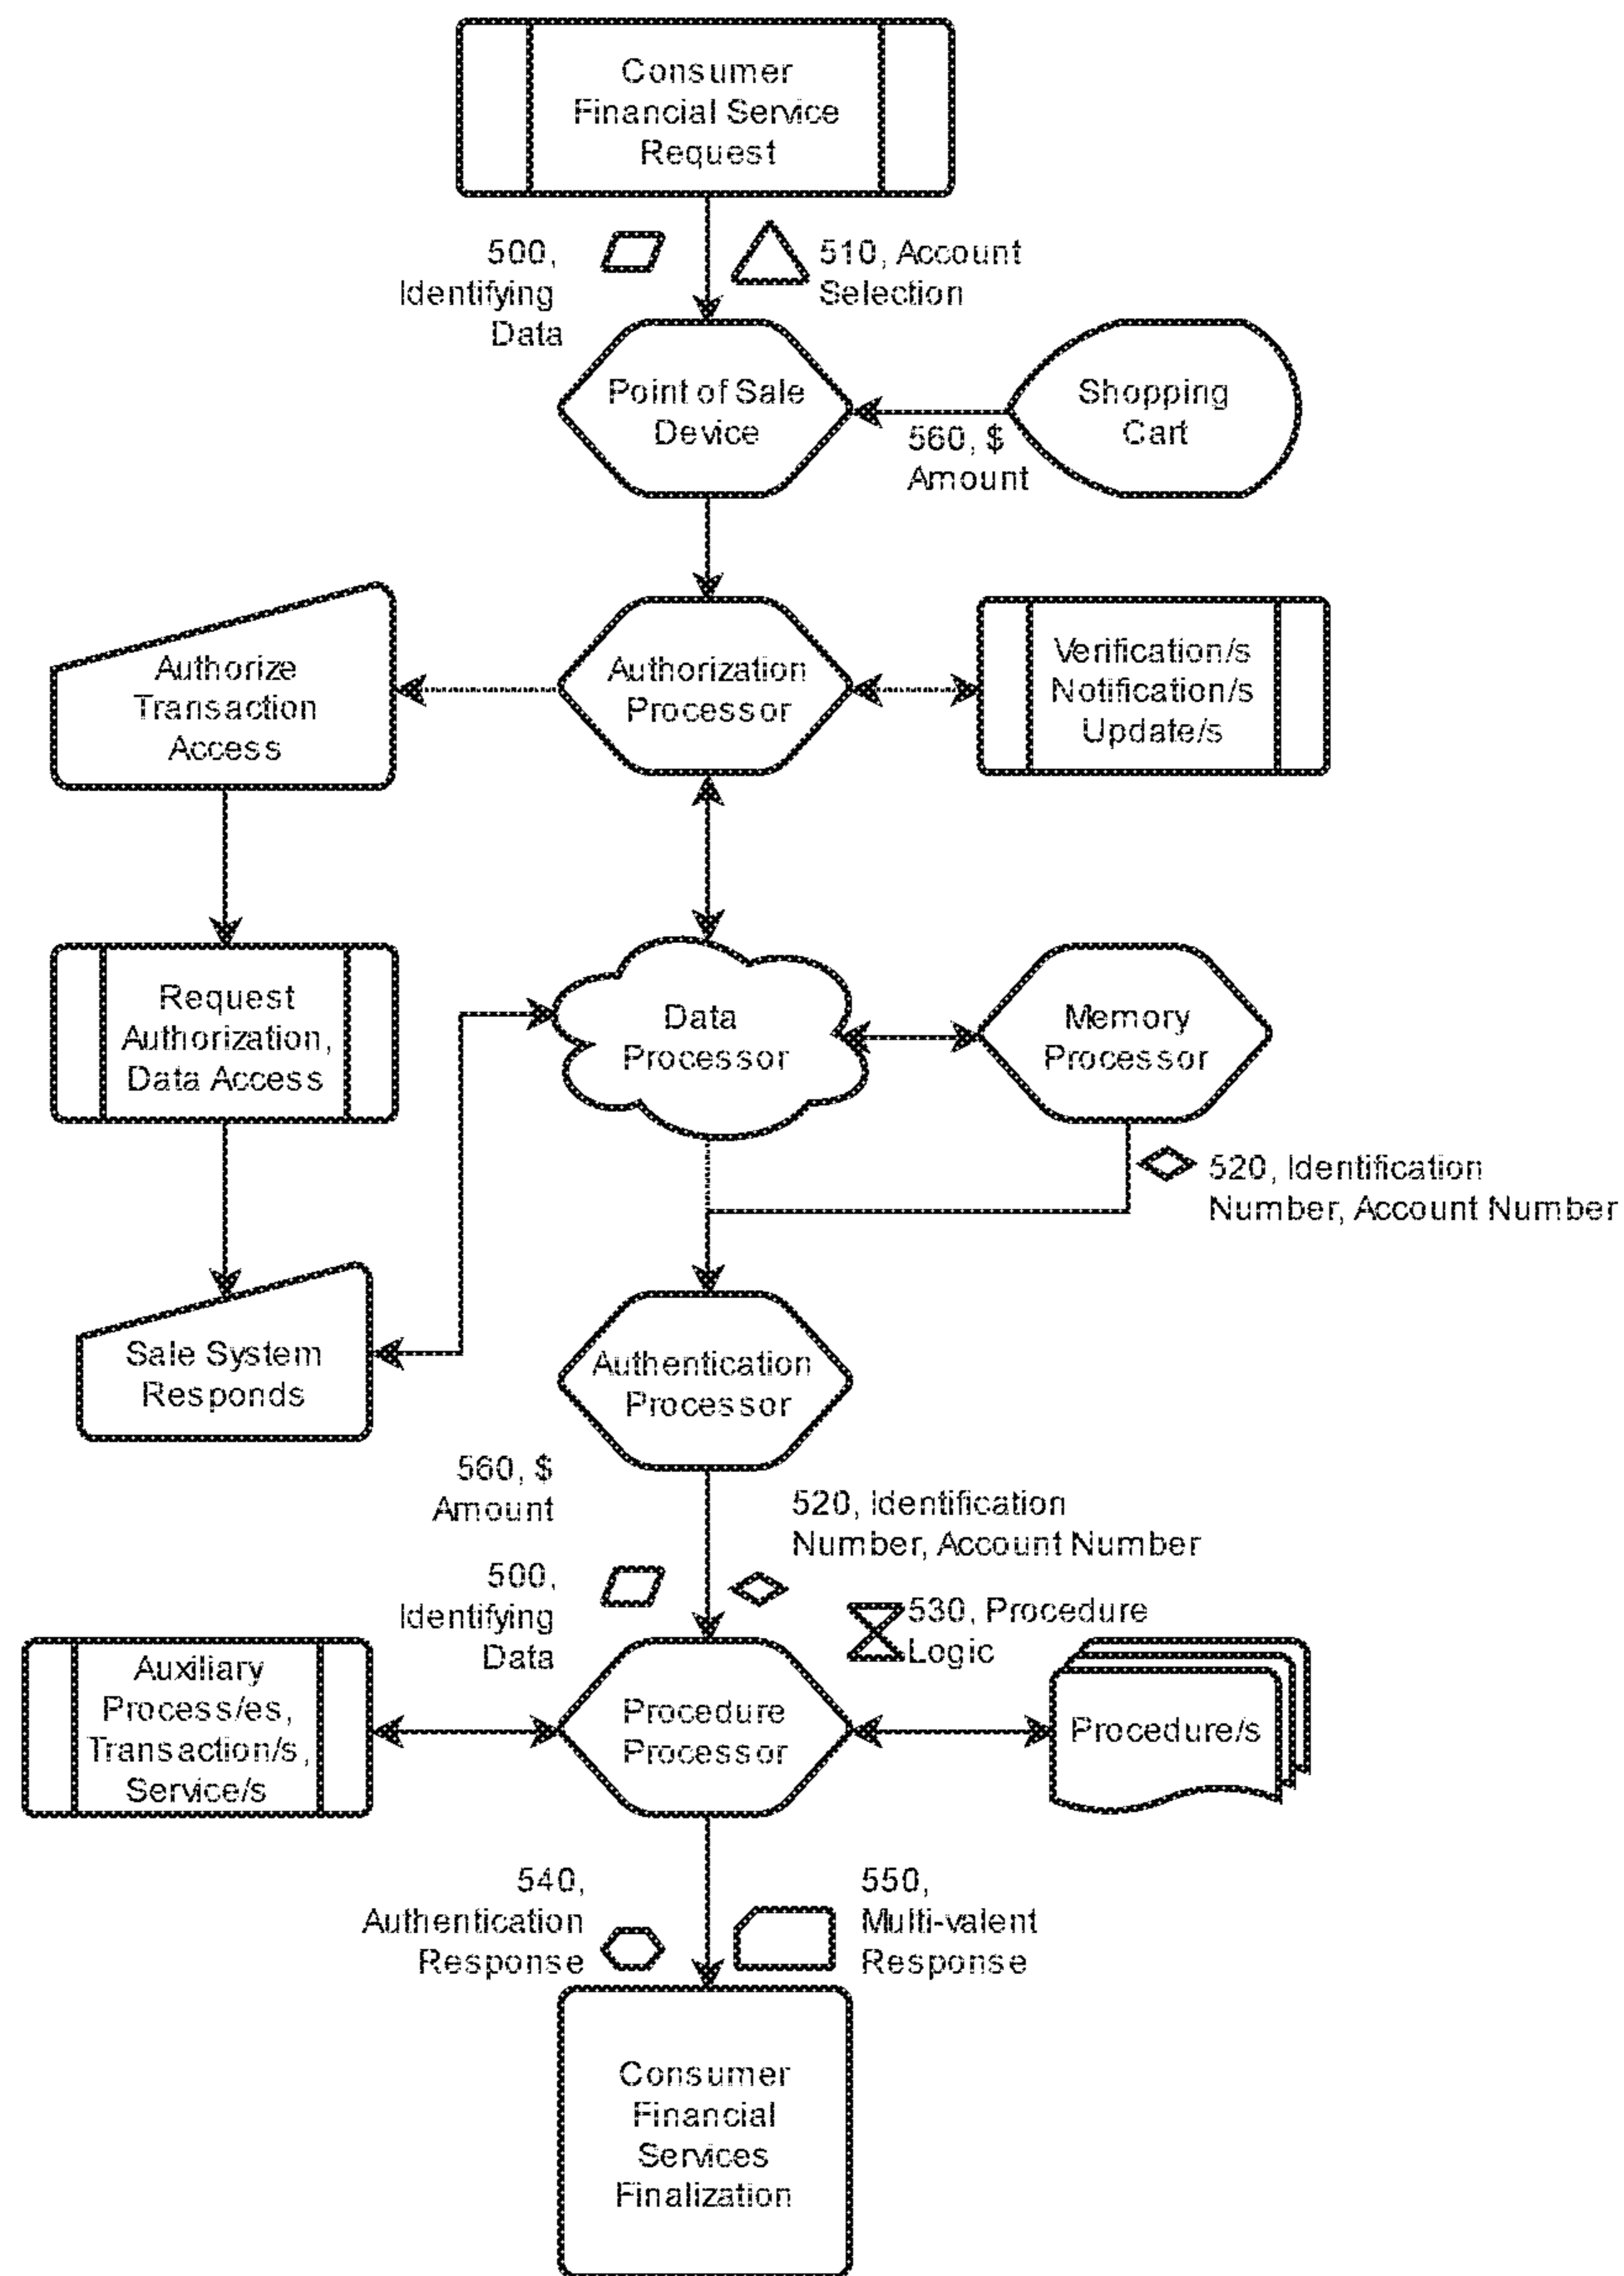 Consumer
Financial Service
Request
500,
Identifying
Data
510, Account
Selection
Point of Sale
Device
Shopping
Cart
560, $
Amount
Authorize
Transaction
Access
Authorization
Processor
Verification/s
Notification/s
Update/s
Request
Authorization,
Data Access
Data
Processor
Memory
Processor
520, Identification
Number, Account Number
Sale System
Responds
Authentication
Processor
560, $
Amount
520, Identification
Number, Account Number
500,
Identifying
Data
530, Procedure
Logic
Auxiliary
Process/es,
Transaction/s,
Service/s
Procedure
Processor
Procedure/s
540,
Authentication
Response
550,
Multi-valent
Response
Consumer
Financial
Services
Finalization